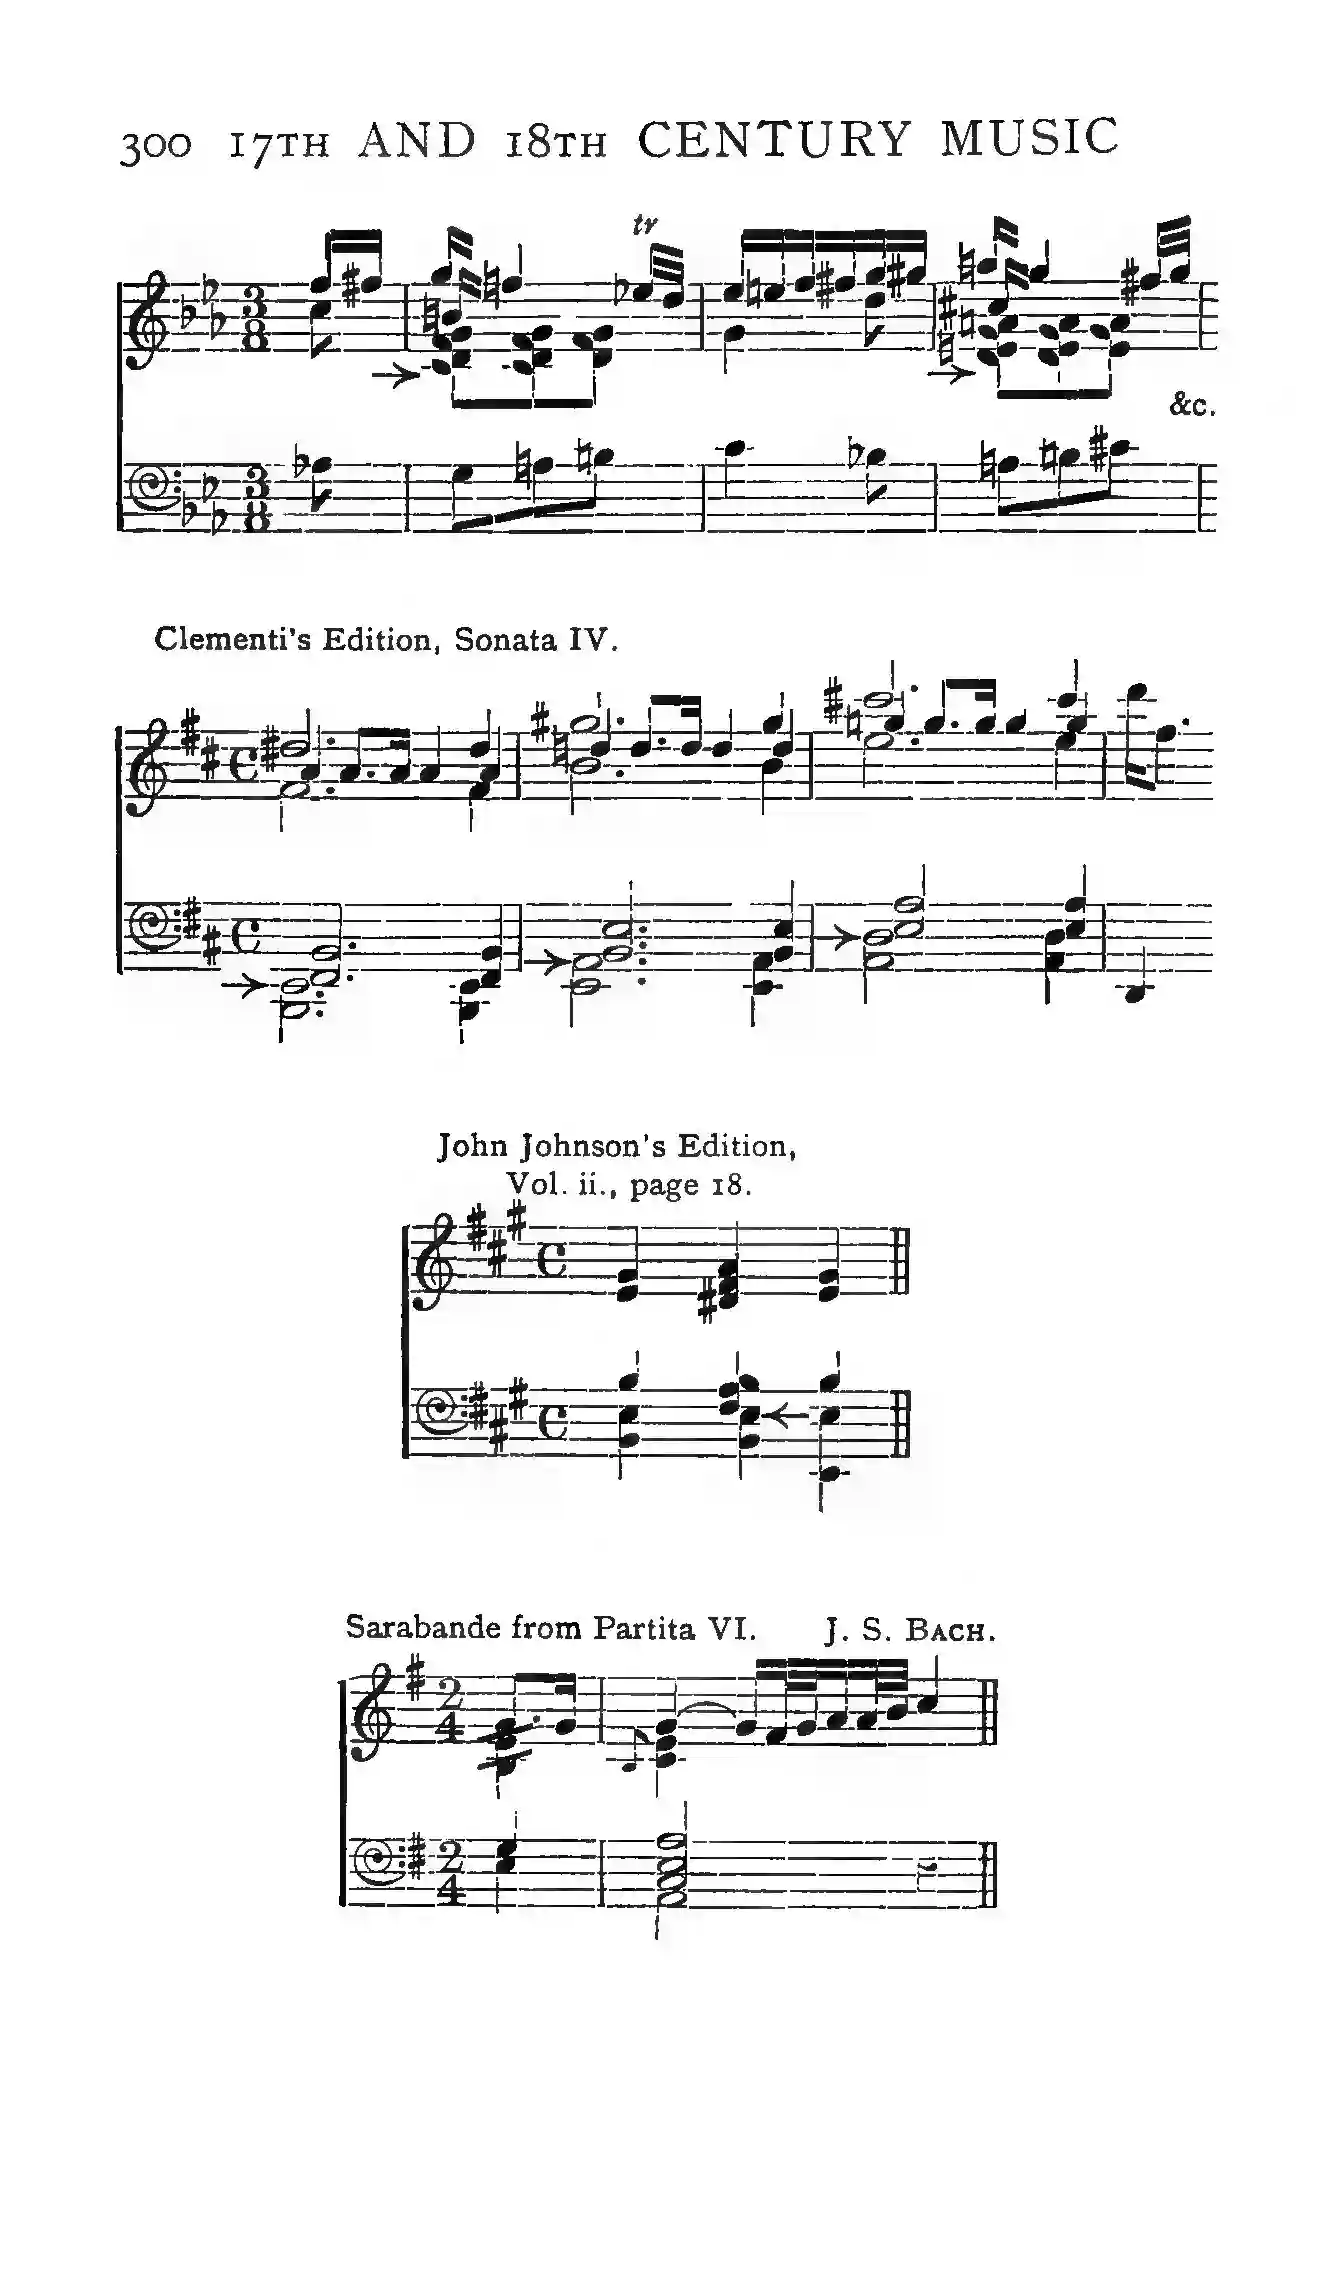 300 17TH AND 18TH CENTURY MUSIC
tr
&c.
Clementi's Edition, Sonata IV.
John Johnson's Edition,
Vol. ii., page 18.
Sarabande from Partita VI. J. S. BACH.